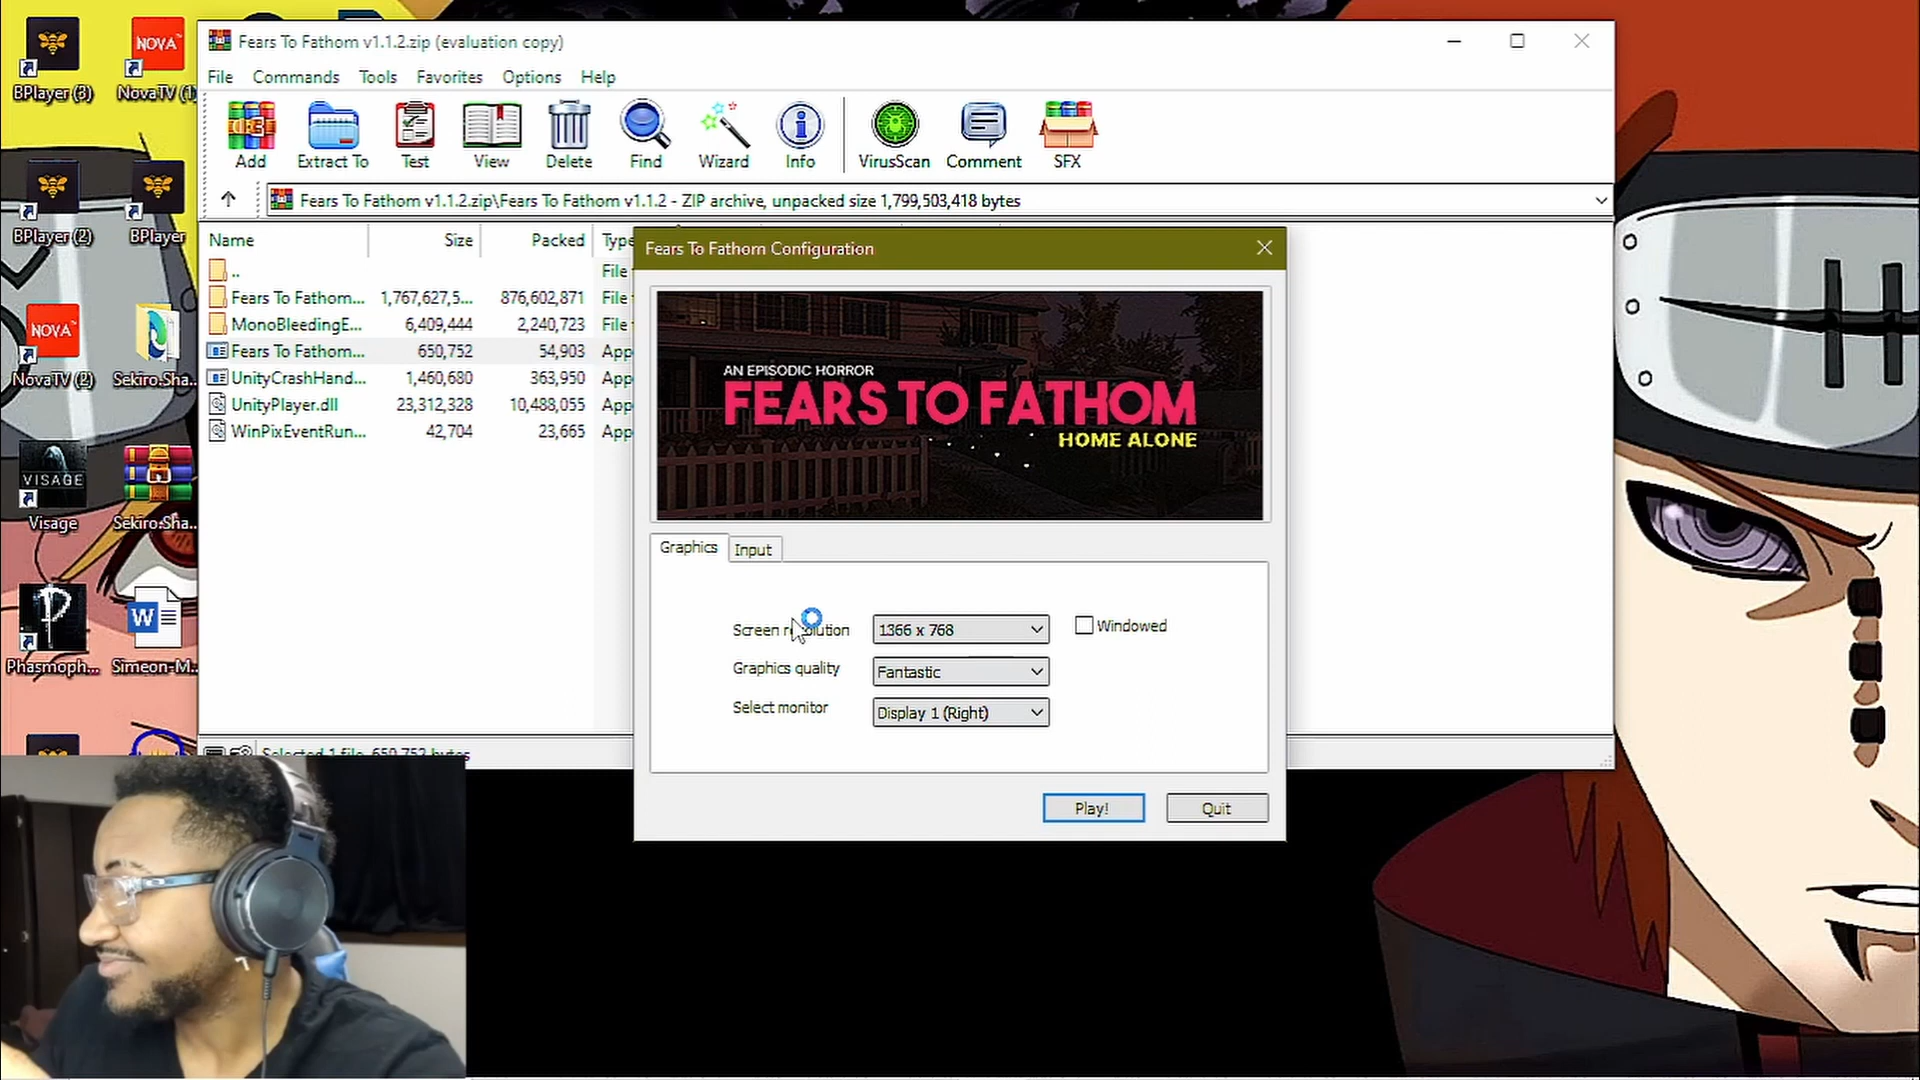 BPlayer (3)
NOVA
NovaTV (1)
BPlayer (2)
BPlayer
NOVA
NovaTV (2)
Sekiro.Sha...
VISAGE
Visage
Sekiro.Sha...
Phasmoph...
W
Simeon-M...
Fears To Fathom v1.1.2.zip (evaluation copy)
File Commands Tools Favorites Options Help
Add Extract To Test View Delete Find Wizard Info VirusScan Comment SFX
Fears To Fathom v1.1.2.zip\Fears To Fathom v1.1.2 - ZIP archive, unpacked size 1,799,503,418 bytes
Name Size Packed Type
.. File
Fears To Fathom... 1,767,627,5... 876,602,871 File
MonoBleedingE... 6,409,444 2,240,723 File
Fears To Fathom... 650,752 54,903 App
UnityCrashHand... 1,460,680 363,950 App
UnityPlayer.dll 23,312,328 10,488,055 App
WinPixEventRun... 42,704 23,665 App
Selected 1 file, 650,752 bytes
Fears To Fathom Configuration
AN EPISODIC HORROR
FEARS TO FATHOM
HOME ALONE
Graphics Input
Screen resolution 1366 x 768 Windowed
Graphics quality Fantastic
Select monitor Display 1 (Right)
Play! Quit